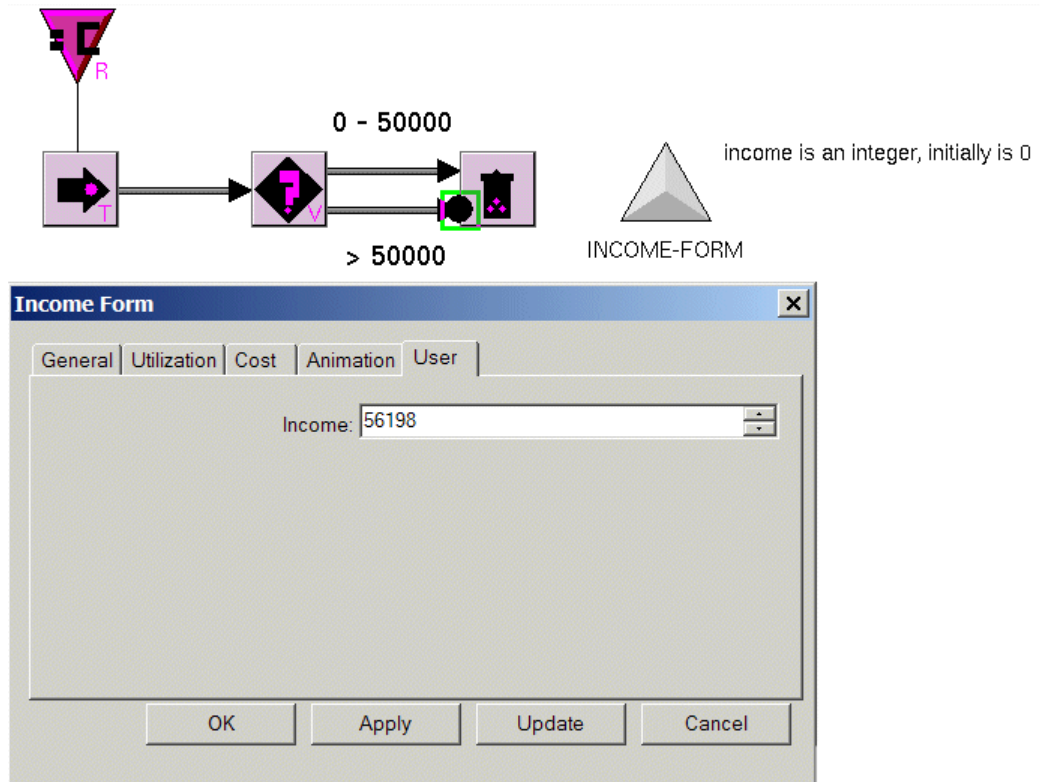 R
0 - 50000
income is an integer, initially is 0
T
?
V
> 50000
INCOME-FORM
Income Form
General Utilization Cost Animation User
Income: 56198
OK Apply Update Cancel